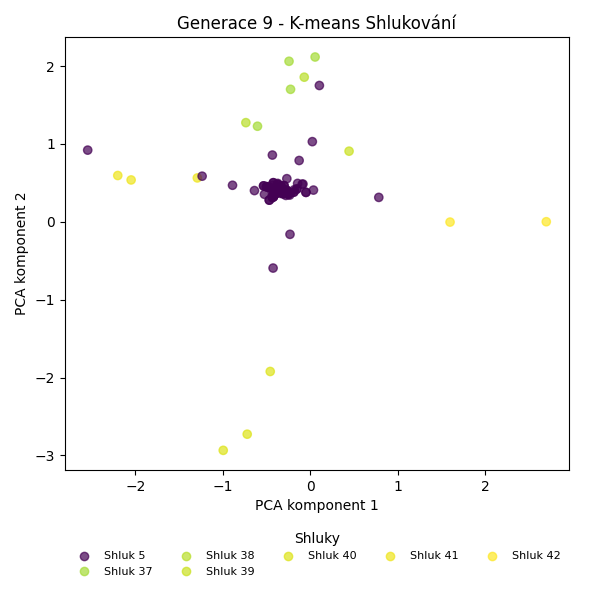 Generace 9 - K-means Shlukování
PCA komponent 2
2
1
0
−1
−2
−3
−2
−1
0
1
2
PCA komponent 1
Shluky
Shluk 5
Shluk 38
Shluk 40
Shluk 41
Shluk 42
Shluk 37
Shluk 39